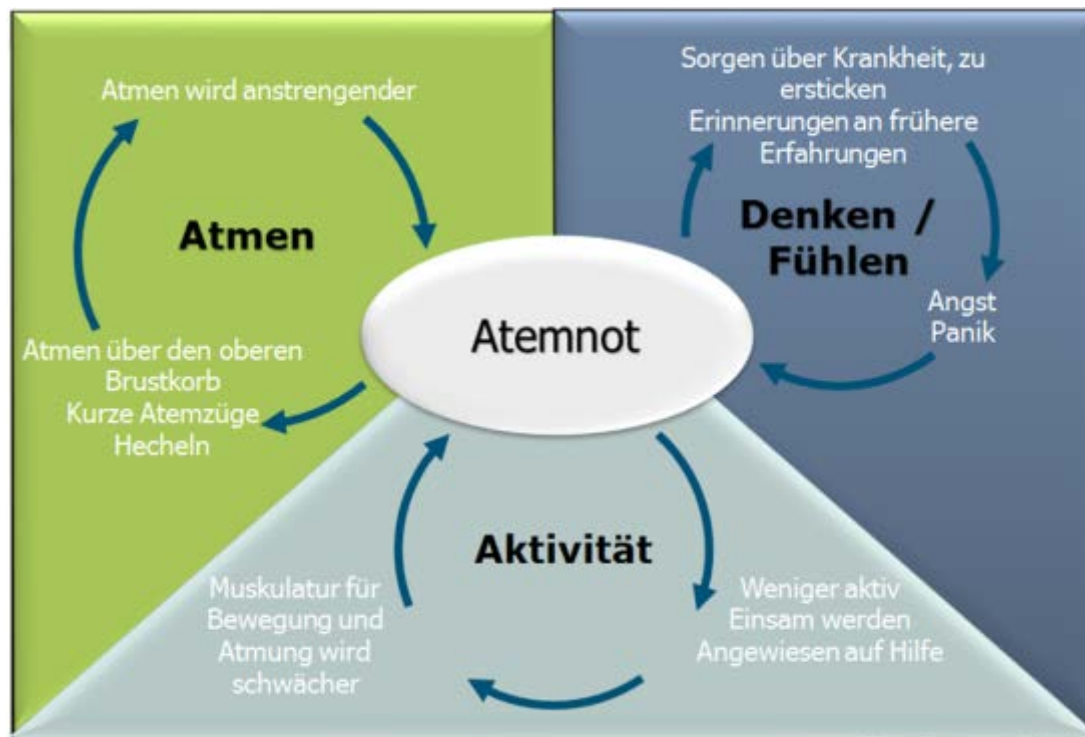 Atmen wird anstrengender
Atmen
Atmen über den oberen
Brustkorb
Kurze Atemzüge
Hecheln
Sorgen über Krankheit, zu
ersticken
Erinnerungen an frühere
Erfahrungen
Denken /
Fühlen
Angst
Panik
Atemnot
Aktivität
Muskulatur für
Bewegung und
Atmung wird
schwächer
Weniger aktiv
Einsam werden
Angewiesen auf Hilfe